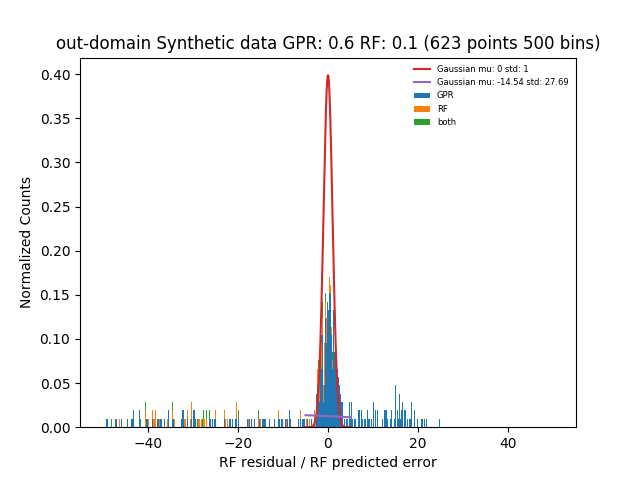 out-domain Synthetic data GPR: 0.6 RF: 0.1 (623 points 500 bins)
Gaussian mu: 0 std: 1
Gaussian mu: -14.54 std: 27.69
GPR
RF
both
Normalized Counts
0.40
0.35
0.30
0.25
0.20
0.15
0.10
0.05
0.00
−40
−20
0
20
40
RF residual / RF predicted error